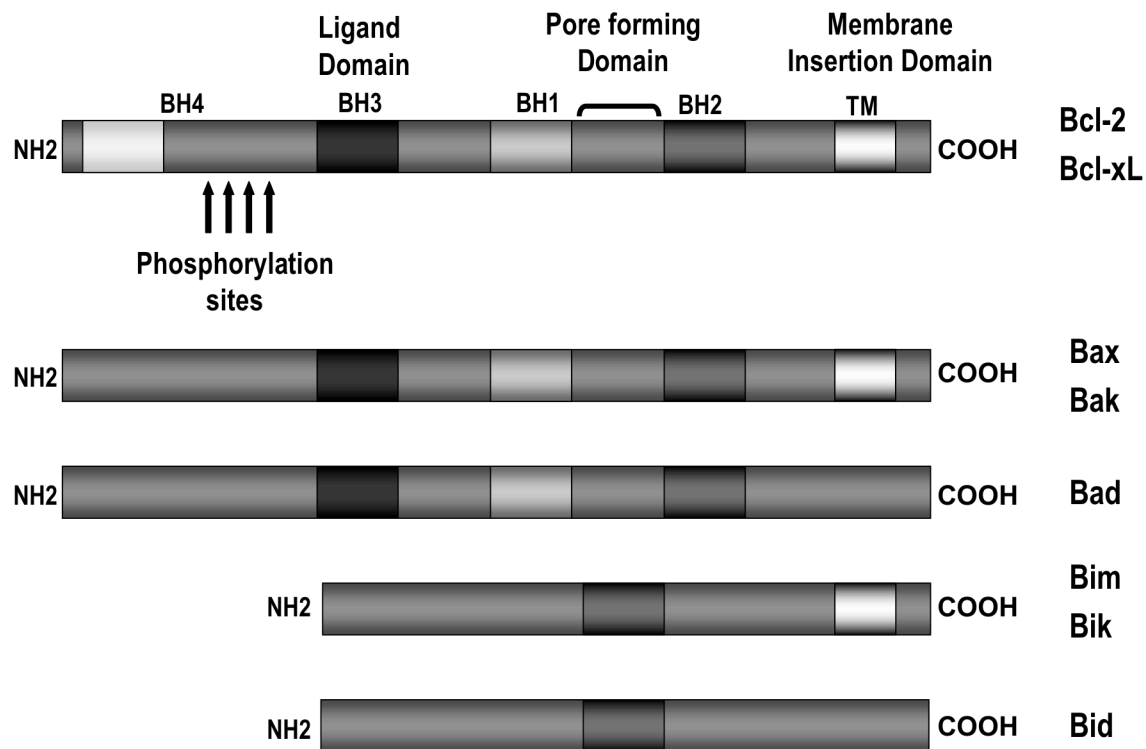 Ligand
Domain
Pore forming
Domain
Membrane
Insertion Domain
BH4
BH3
BH1
BH2
TM
NH2
COOH
Bcl-2
Bcl-xL
Phosphorylation
sites
NH2
COOH
Bax
Bak
NH2
COOH
Bad
NH2
COOH
Bim
Bik
NH2
COOH
Bid